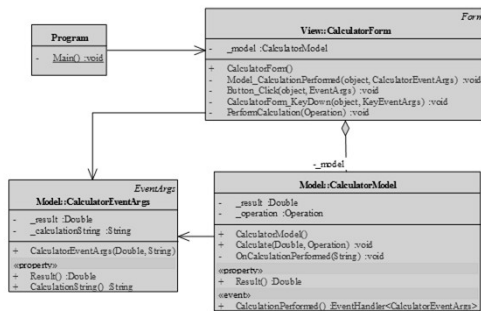 Program
- Main() :void
Form
View::CalculatorForm
- _model :CalculatorModel
+ CalculatorForm()
- Model_CalculationPerformed(object, CalculatorEventArgs) :void
- Button_Click(object, EventArgs) :void
- CalculatorForm_KeyDown(object, KeyEventArgs) :void
- PerformCalculation(Operation) :void
-_model
EventArgs
Model::CalculatorEventArgs
- _result :Double
- _calculationString :String
+ CalculatorEventArgs(Double, String)
«property»
+ Result() :Double
+ CalculationString() :String
Model::CalculatorModel
- _result :Double
- _operation :Operation
+ CalculatorModel()
+ Calculate(Double, Operation) :void
- OnCalculationPerformed(String) :void
«property»
+ Result() :Double
«event»
+ CalculationPerformed() :EventHandler<CalculatorEventArgs>